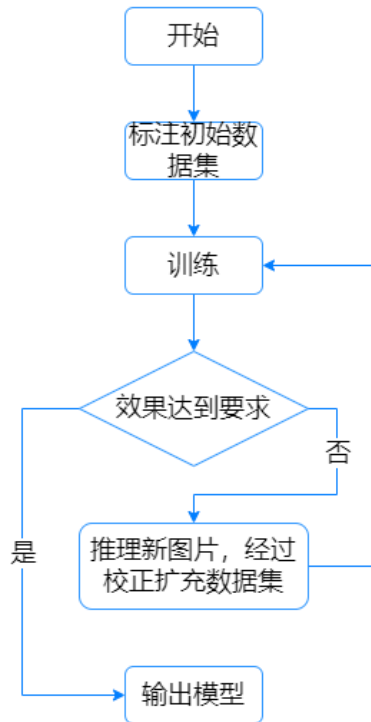 开始
标注初始数
据集
训练
效果达到要求
否
是
推理新图片，经过
校正扩充数据集
输出模型